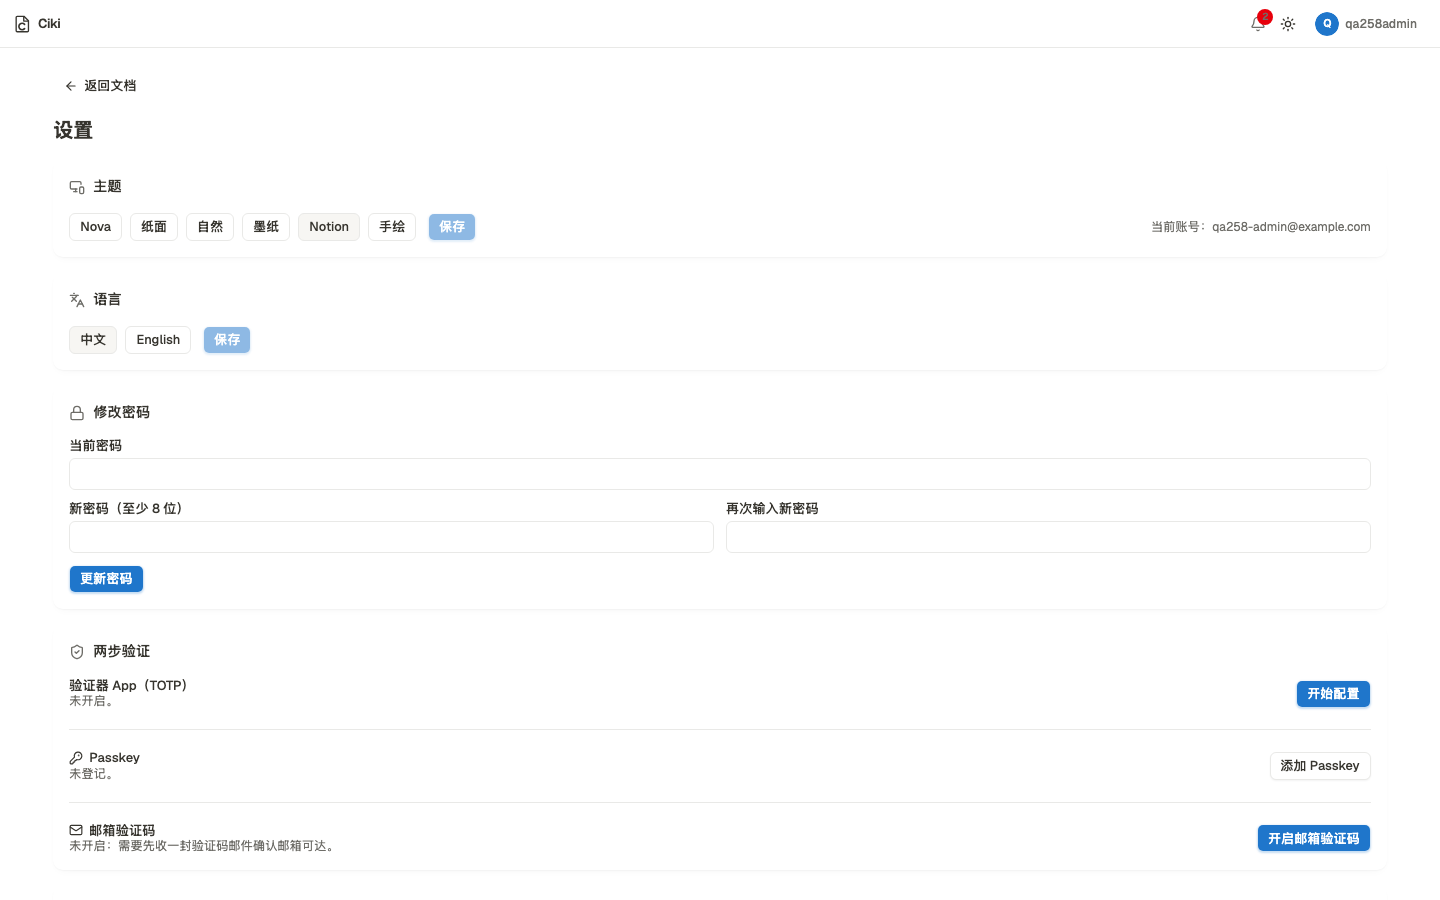 Ciki
2
Q
qa258admin
返回文档
设置
主题
Nova 纸面 自然 墨纸 Notion 手绘 保存
当前账号：qa258-admin@example.com
语言
中文 English 保存
修改密码
当前密码
新密码（至少 8 位）
再次输入新密码
更新密码
两步验证
验证器 App（TOTP）
未开启。
开始配置
Passkey
未登记。
添加 Passkey
邮箱验证码
未开启：需要先收一封验证码邮件确认邮箱可达。
开启邮箱验证码